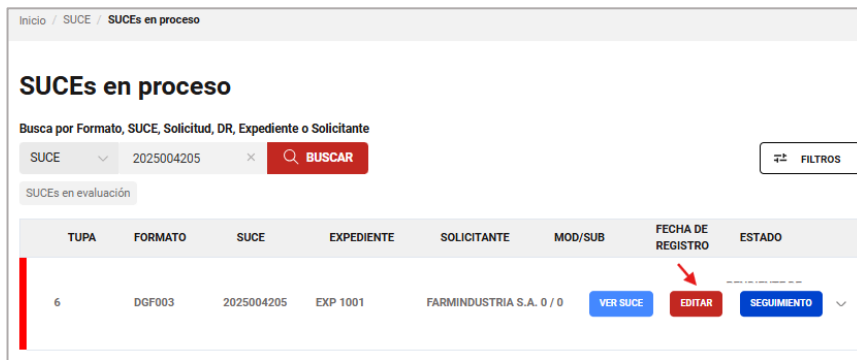 Inicio / SUCE / SUCEs en proceso
SUCEs en proceso
Busca por Formato, SUCE, Solicitud, DR, Expediente o Solicitante
SUCE 2025004205 × BUSCAR FILTROS
SUCEs en evaluación
TUPA FORMATO SUCE EXPEDIENTE SOLICITANTE MOD/SUB FECHA DE REGISTRO ESTADO
6 DGF003 2025004205 EXP 1001 FARMINDUSTRIA S.A. 0 / 0 VER SUCE EDITAR SEGUIMIENTO